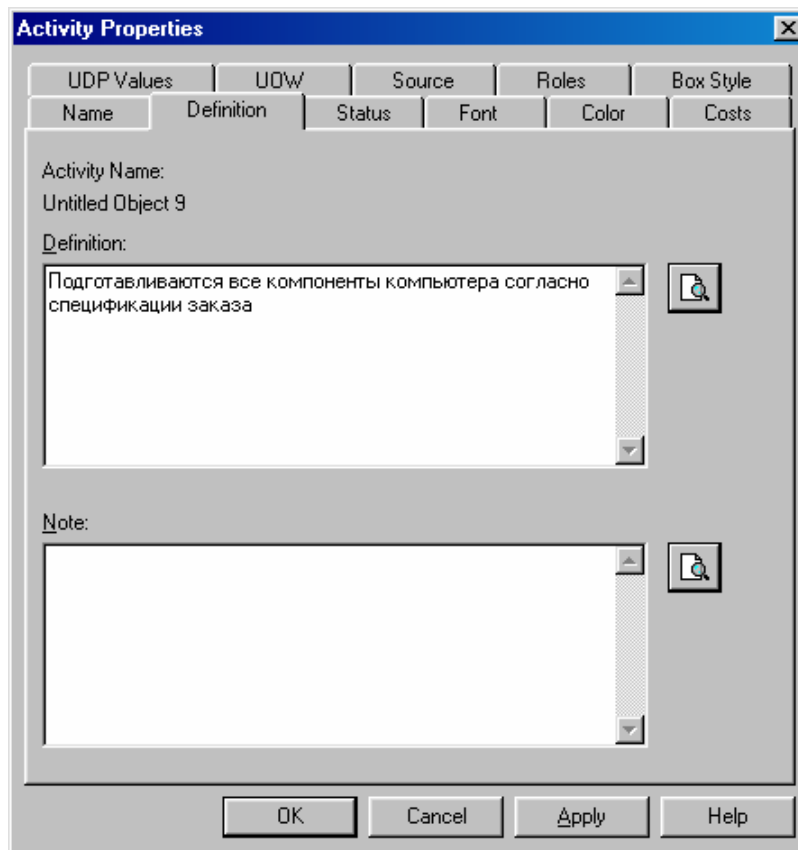 Activity Properties
UDP Values UOW Source Roles Box Style
Name Definition Status Font Color Costs
Activity Name:
Untitled Object 9
Definition:
Подготавливаются все компоненты компьютера согласно
спецификации заказа
Note:
OK Cancel Apply Help